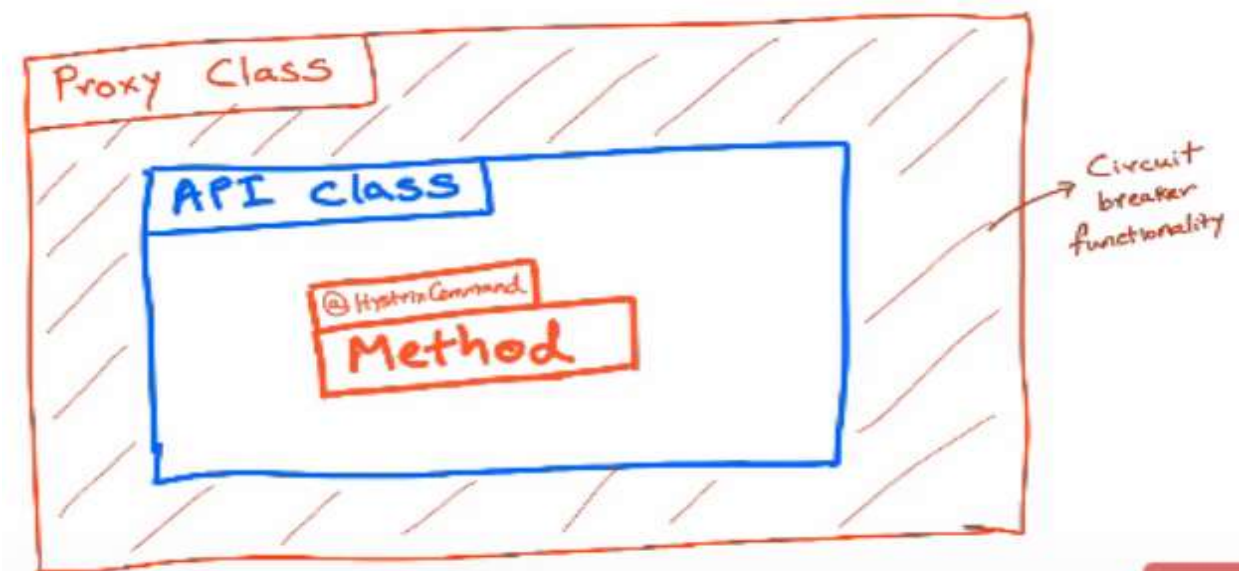 Proxy Class
API class
@HystrixCommand
Method
Circuit
breaker
functionality